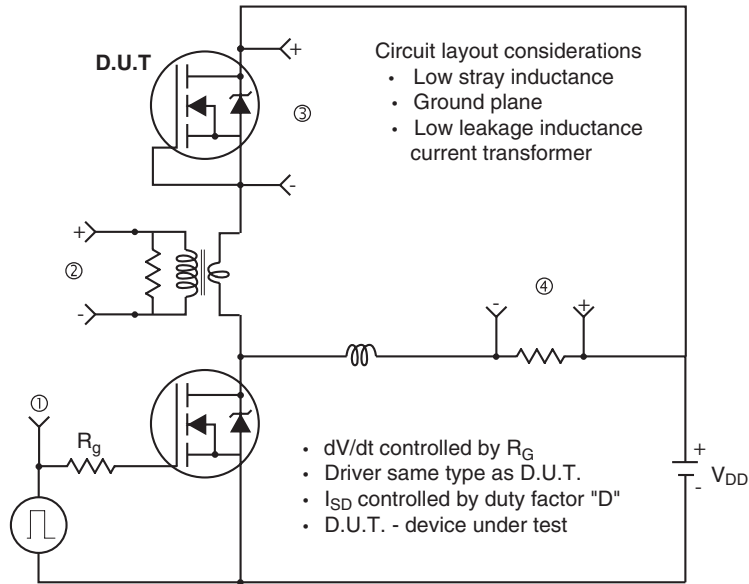 D.U.T
+
③
-
Circuit layout considerations
• Low stray inductance
• Ground plane
• Low leakage inductance
current transformer
+
②
-
-
④
+
①
Rg
• dV/dt controlled by RG
• Driver same type as D.U.T.
• ISD controlled by duty factor "D"
• D.U.T. - device under test
+
VDD
-